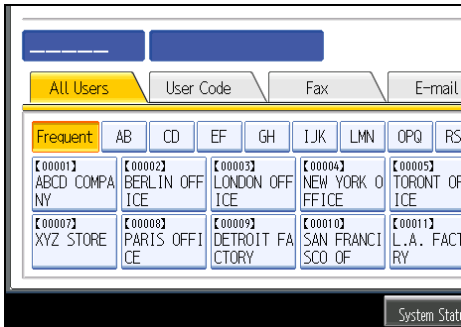 _____
All Users User Code Fax E-mail
Frequent AB CD EF GH IJK LMN OPQ RS
【00001】 【00002】 【00003】 【00004】 【00005】
ABCD COMPA BERLIN OFF LONDON OFF NEW YORK O TORONT OF
NY ICE ICE FFICE ICE
【00007】 【00008】 【00009】 【00010】 【00011】
XYZ STORE PARIS OFFI DETROIT FA SAN FRANCI L.A. FACT
CE CTORY SCO OF RY
System Statu